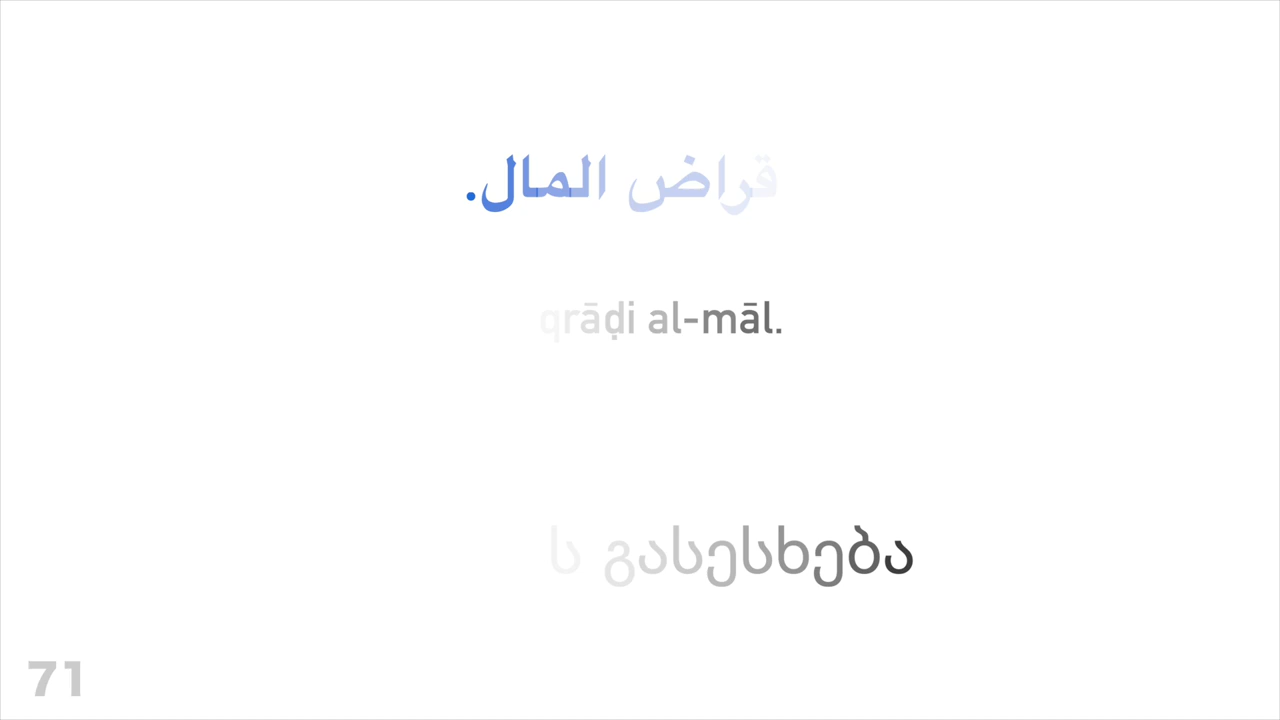 قراض المال.
qrāḍi al-māl.
ს გასესხება
71